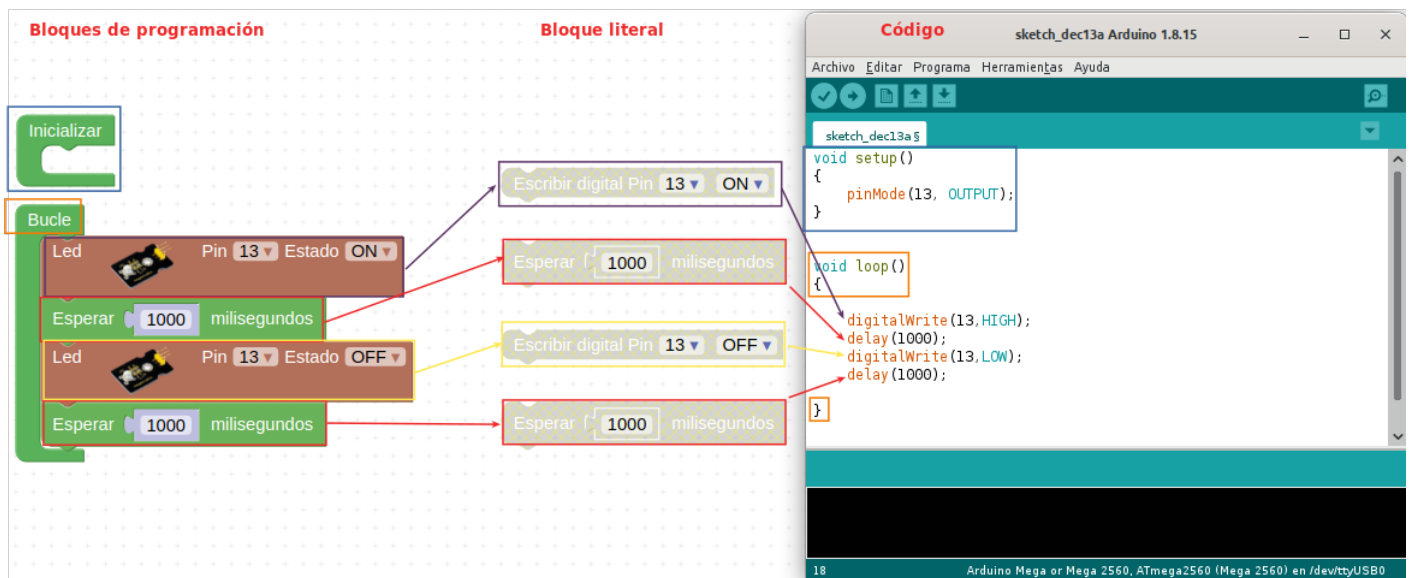 Bloques de programación
Inicializar
Bucle
Led Pin 13 Estado ON
Esperar 1000 milisegundos
Led Pin 13 Estado OFF
Esperar 1000 milisegundos
Bloque literal
Escribir digital Pin 13 ON
Esperar 1000 milisegundos
Escribir digital Pin 13 OFF
Esperar 1000 milisegundos
Código
sketch_dec13a Arduino 1.8.15
Archivo Editar Programa Herramientas Ayuda
sketch_dec13a §
void setup()
{
pinMode(13, OUTPUT);
}
void loop()
{
digitalWrite(13,HIGH);
delay(1000);
digitalWrite(13,LOW);
delay(1000);
}
18 Arduino Mega or Mega 2560, ATmega2560 (Mega 2560) en /dev/ttyUSB0